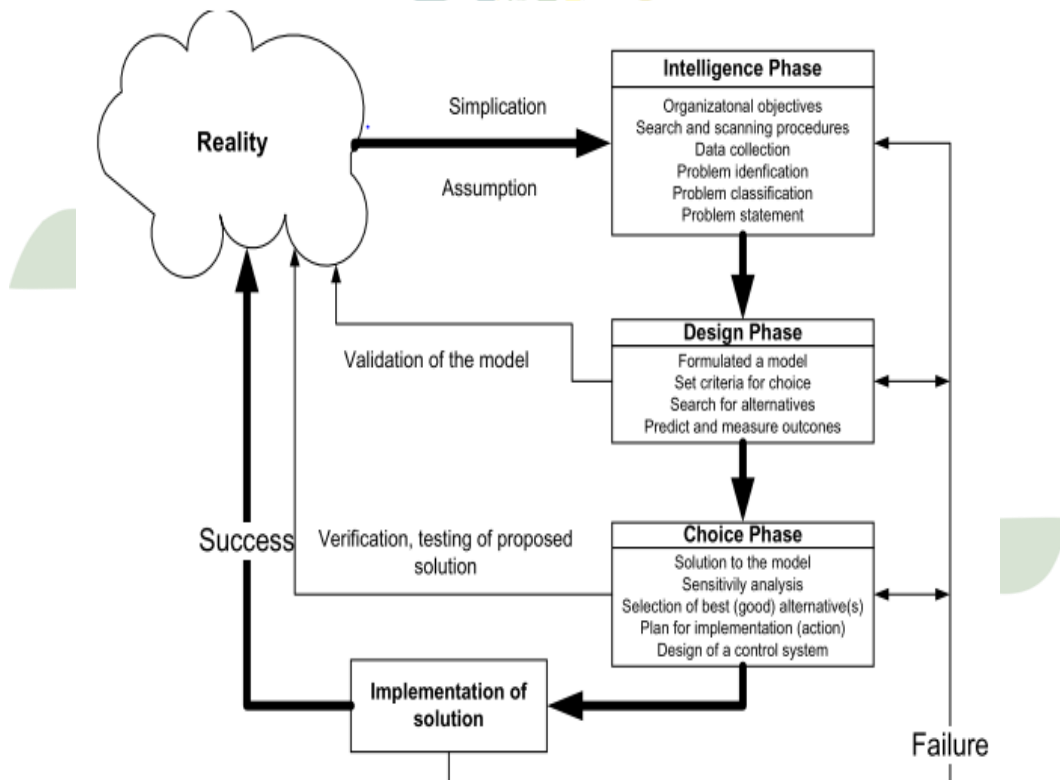 Reality
Simplication
Assumption
Intelligence Phase
Organizatonal objectives
Search and scanning procedures
Data collection
Problem idenfication
Problem classification
Problem statement
Design Phase
Formulated a model
Set criteria for choice
Search for alternatives
Predict and measure outcomes
Validation of the model
Choice Phase
Solution to the model
Sensitivily analysis
Selection of best (good) alternative(s)
Plan for implementation (action)
Design of a control system
Success
Verification, testing of proposed
solution
Implementation of
solution
Failure